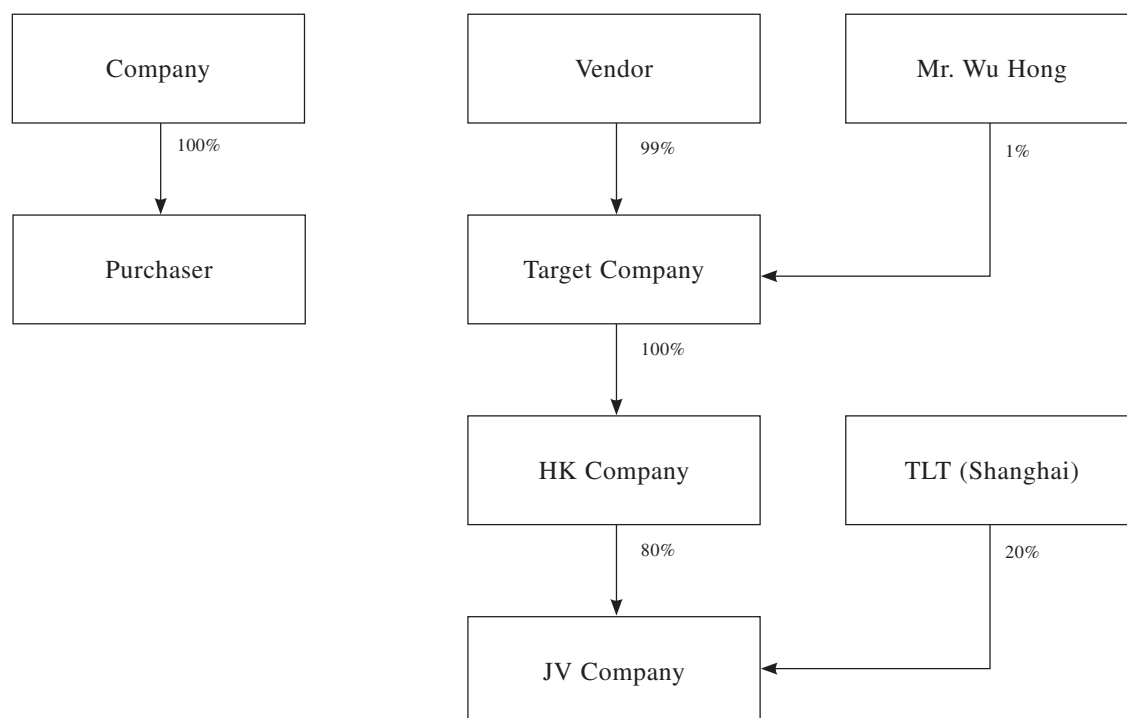 Company
Vendor
Mr. Wu Hong
100%
99%
1%
Purchaser
Target Company
100%
HK Company
TLT (Shanghai)
80%
20%
JV Company